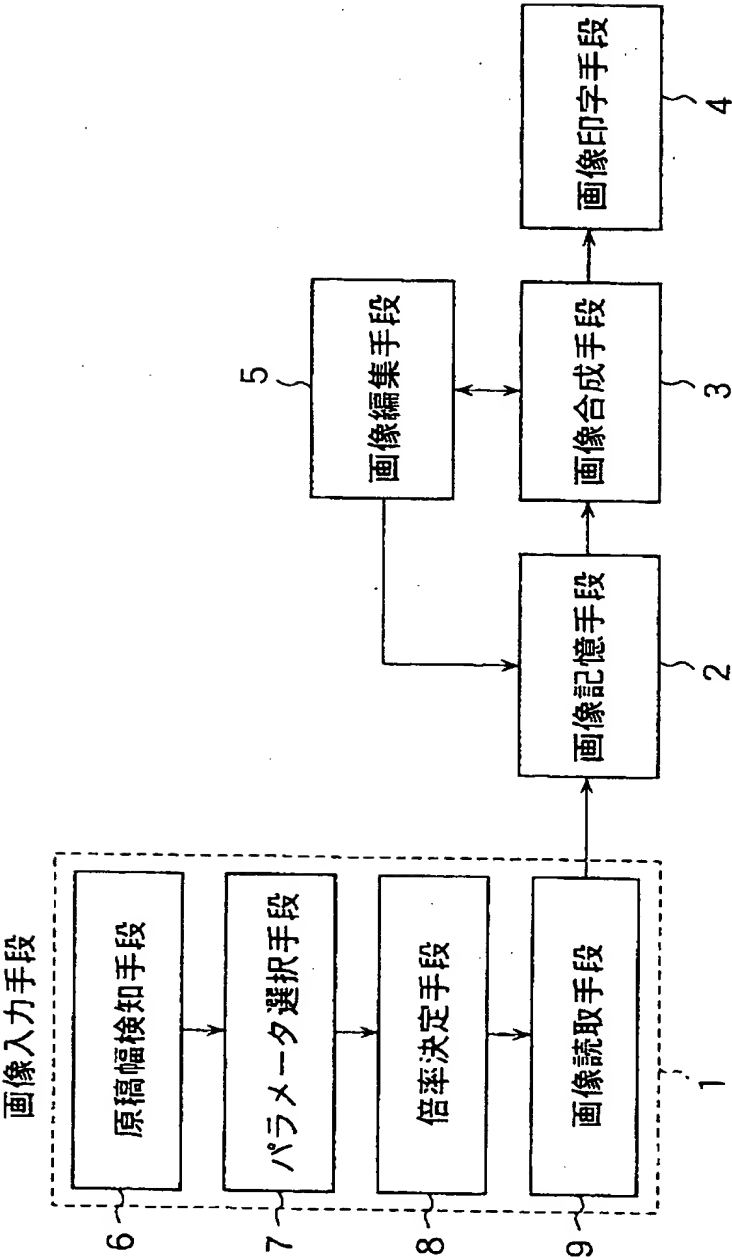 画像入力手段
6
原稿幅検知手段
7
パラメータ選択手段
8
倍率決定手段
9
画像読取手段
1
画像記憶手段
2
5
画像編集手段
画像合成手段
3
画像印字手段
4